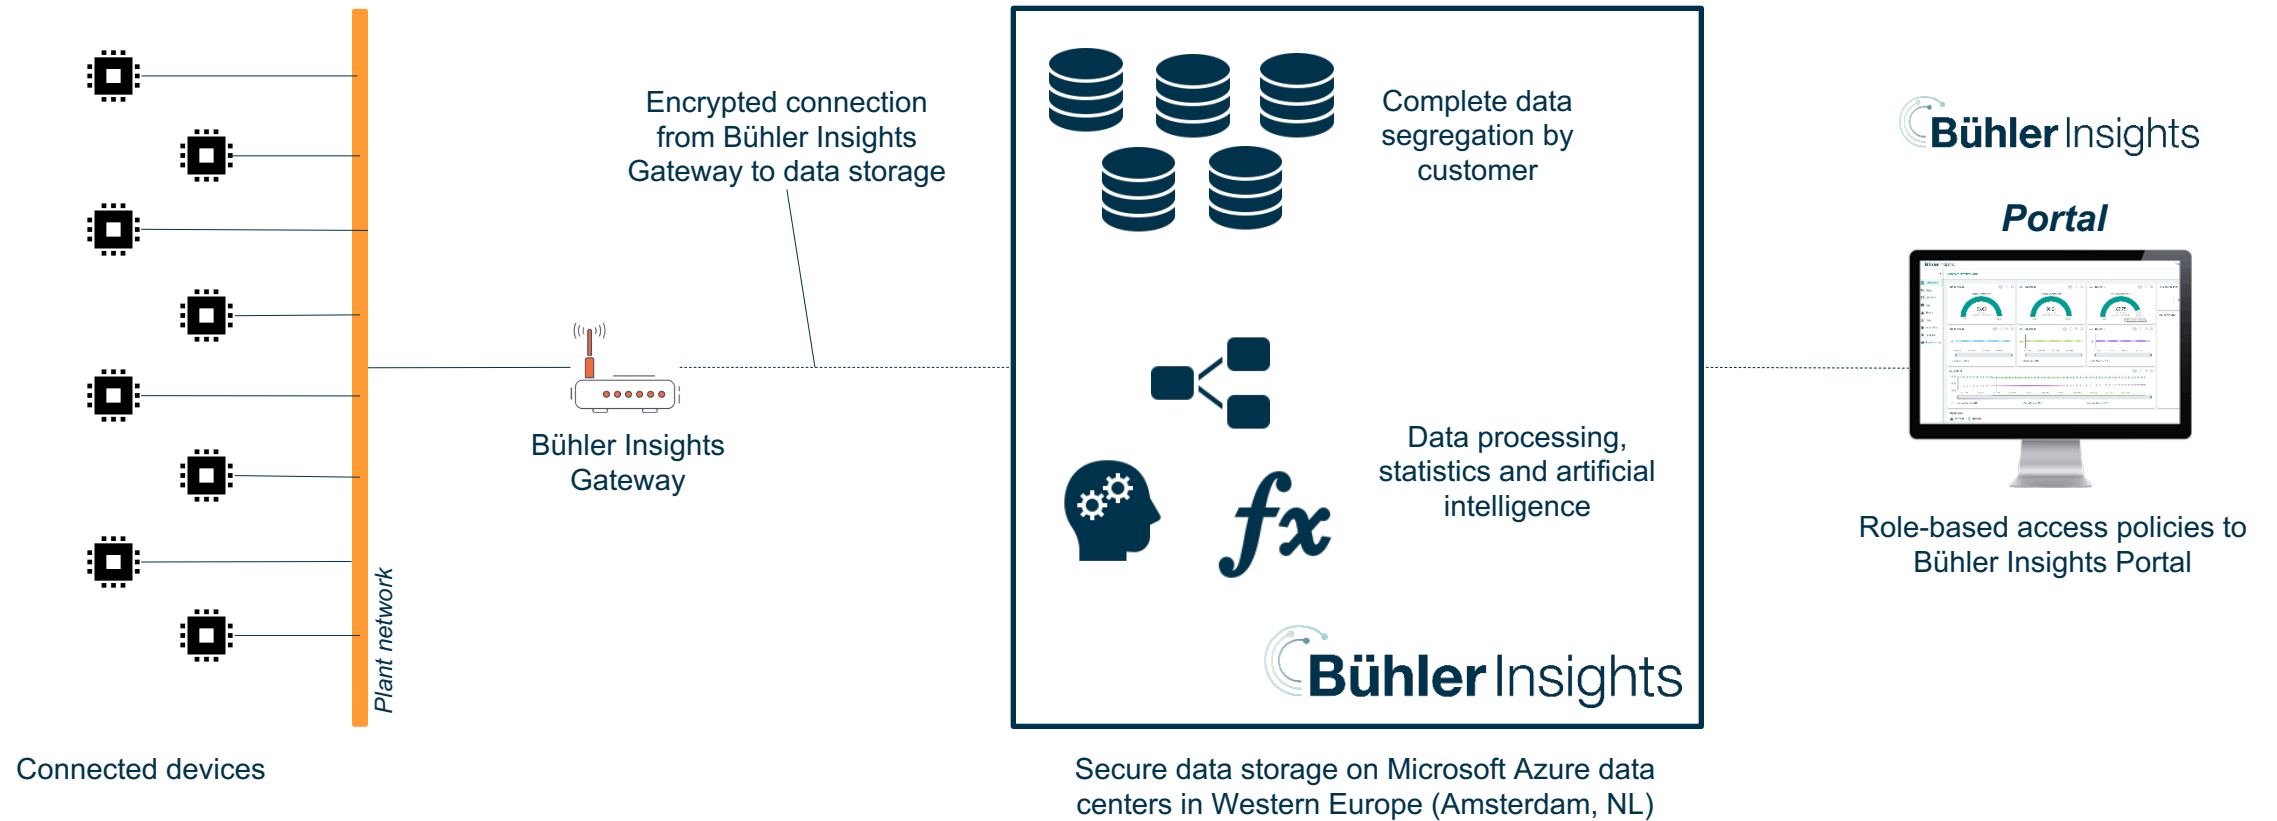 Encrypted connection
from Bühler Insights
Gateway to data storage
Complete data
segregation by
customer
Bühler Insights
Portal
Bühler Insights
Gateway
Data processing,
statistics and artificial
intelligence
fx
Role-based access policies to
Bühler Insights Portal
Plant network
Bühler Insights
Connected devices
Secure data storage on Microsoft Azure data
centers in Western Europe (Amsterdam, NL)